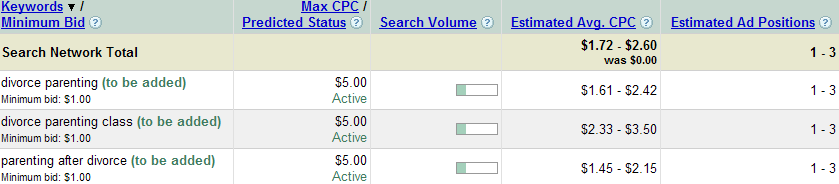 Keywords ▼ / Max CPC /
Minimum Bid ? Predicted Status ? Search Volume ? Estimated Avg. CPC ? Estimated Ad Positions ?
Search Network Total $1.72 - $2.60 1 - 3
was $0.00
divorce parenting (to be added) $5.00 $1.61 - $2.42 1 - 3
Minimum bid: $1.00 Active
divorce parenting class (to be added) $5.00 $2.33 - $3.50 1 - 3
Minimum bid: $1.00 Active
parenting after divorce (to be added) $5.00 $1.45 - $2.15 1 - 3
Minimum bid: $1.00 Active